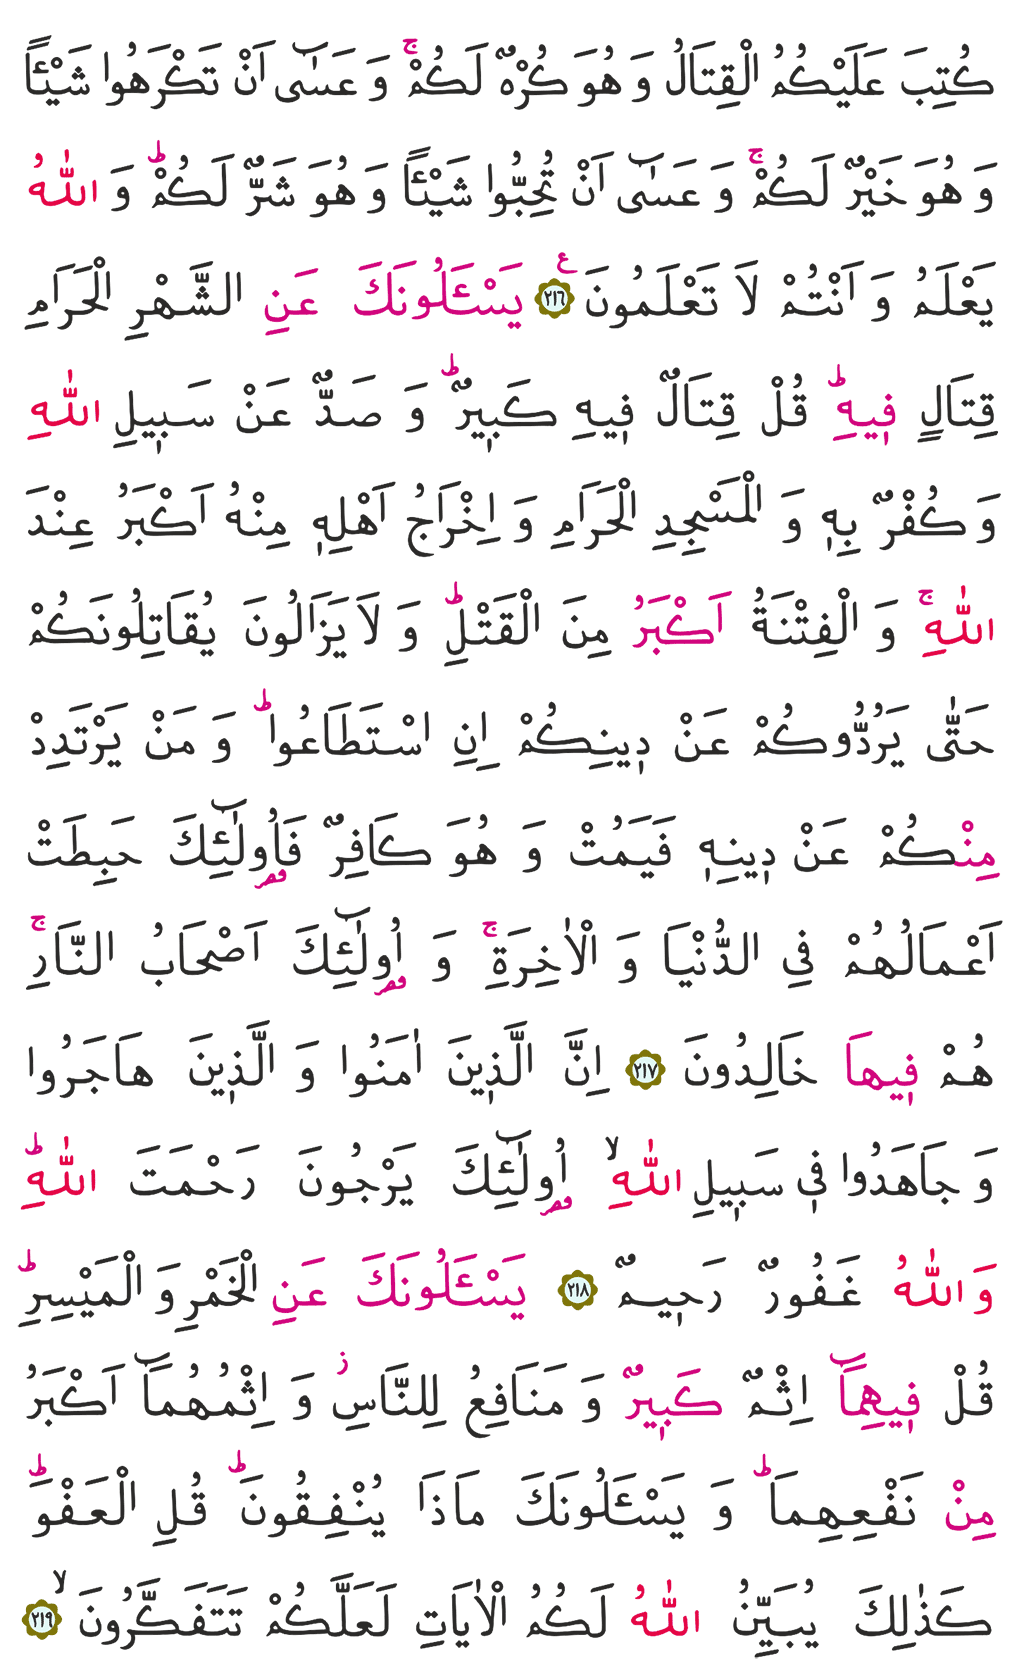 كُتِبَ عَلَيْكُمُ الْقِتَالُ وَ هُوَ كُرْهٌ لَكُمْۚ وَ عَسٰٓى اَنْ تَكْرَهُوا شَيْـًٔا
وَ هُوَ خَيْرٌ لَكُمْۚ وَ عَسٰٓى اَنْ تُحِبُّوا شَيْـًٔا وَ هُوَ شَرٌّ لَكُمْؕ وَ اللّٰهُ
يَعْلَمُ وَ اَنْتُمْ لَا تَعْلَمُونَ ﴿٢١٦﴾ ع يَسْـَٔلُونَكَ عَنِ الشَّهْرِ الْحَرَامِ
قِتَالٍ فٖيهِؕ قُلْ قِتَالٌ فٖيهِ كَبٖيرٌؕ وَ صَدٌّ عَنْ سَبٖيلِ اللّٰهِ
وَ كُفْرٌ بِهٖ وَ الْمَسْجِدِ الْحَرَامِ وَ اِخْرَاجُ اَهْلِهٖ مِنْهُ اَكْبَرُ عِنْدَ
اللّٰهِۚ وَ الْفِتْنَةُ اَكْبَرُ مِنَ الْقَتْلِؕ وَ لَا يَزَالُونَ يُقَاتِلُونَكُمْ
حَتّٰى يَرُدُّوكُمْ عَنْ دٖينِكُمْ اِنِ اسْتَطَاعُواؕ وَ مَنْ يَرْتَدِدْ
مِنْكُمْ عَنْ دٖينِهٖ فَيَمُتْ وَ هُوَ كَافِرٌ فَاُو۬لٰٓئِكَ قصر حَبِطَتْ
اَعْمَالُهُمْ فِي الدُّنْيَا وَ الْاٰخِرَةِۚ وَ اُو۬لٰٓئِكَ قصر اَصْحَابُ النَّارِۚ
هُمْ فٖيهَا خَالِدُونَ ﴿٢١٧﴾ اِنَّ الَّذٖينَ اٰمَنُوا وَ الَّذٖينَ هَاجَرُوا
وَ جَاهَدُوا فٖي سَبٖيلِ اللّٰهِۙ اُو۬لٰٓئِكَ قصر يَرْجُونَ رَحْمَتَ اللّٰهِؕ
وَ اللّٰهُ غَفُورٌ رَحٖيمٌ ﴿٢١٨﴾ يَسْـَٔلُونَكَ عَنِ الْخَمْرِ وَ الْمَيْسِرِؕ
قُلْ فٖيهِمَٓا اِثْمٌ كَبٖيرٌ وَ مَنَافِعُ لِلنَّاسِؗ وَ اِثْمُهُمَٓا اَكْبَرُ
مِنْ نَفْعِهِمَاؕ وَ يَسْـَٔلُونَكَ مَاذَا يُنْفِقُونَؕ قُلِ الْعَفْوَؕ
كَذٰلِكَ يُبَيِّنُ اللّٰهُ لَكُمُ الْاٰيَاتِ لَعَلَّكُمْ تَتَفَكَّرُونَۙ ﴿٢١٩﴾